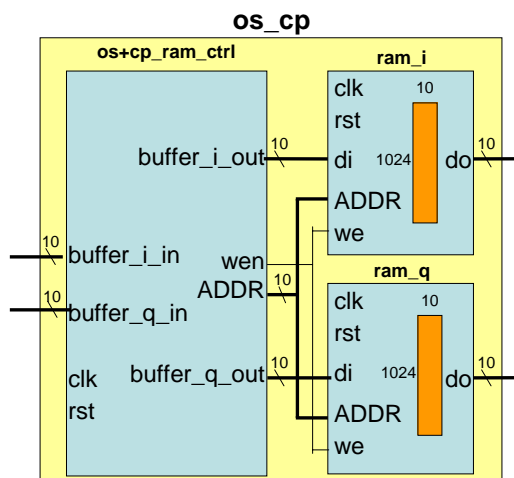 os_cp
os+cp_ram_ctrl
ram_i
clk
10
rst
buffer_i_out
10
di
1024
do
10
ADDR
we
10
buffer_i_in
wen
ADDR
10
10
buffer_q_in
ram_q
clk
10
rst
buffer_q_out
10
di
1024
do
10
ADDR
we
clk
rst